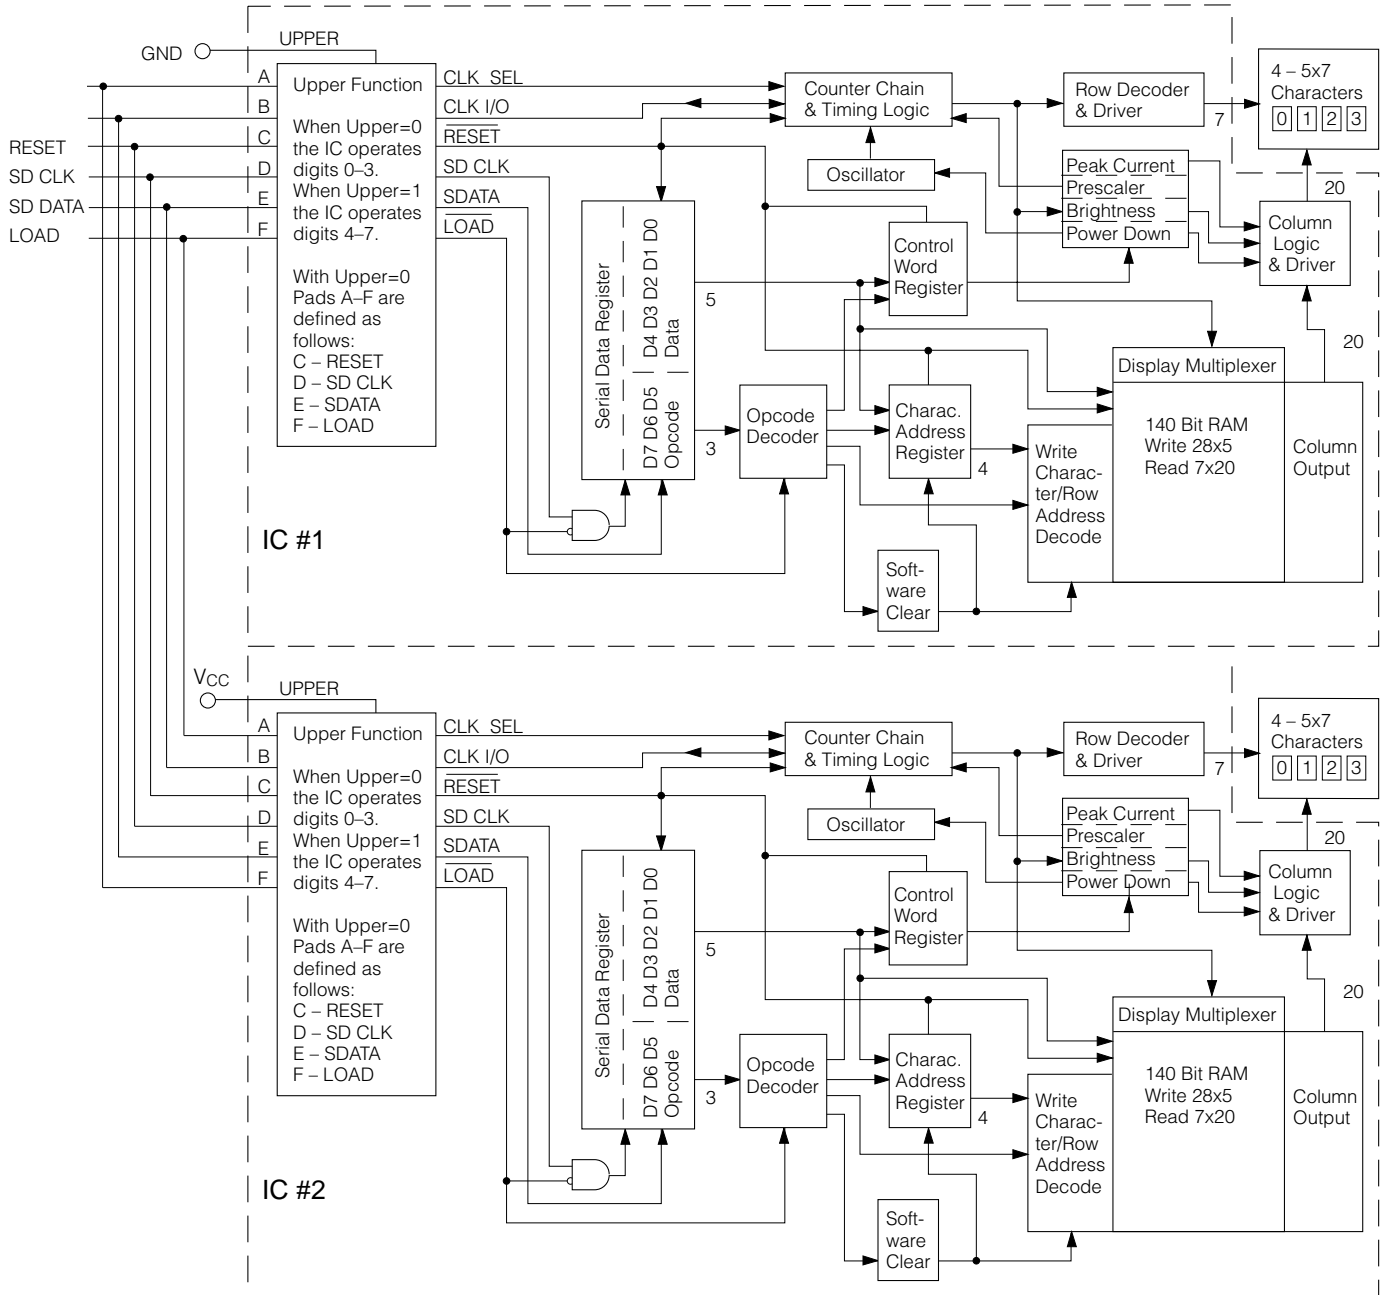 GND
UPPER
RESET
SD CLK
SD DATA
LOAD
A
B
C
D
E
F
Upper Function
When Upper=0
the IC operates
digits 0–3.
When Upper=1
the IC operates
digits 4–7.
With Upper=0
Pads A–F are
defined as
follows:
C – RESET
D – SD CLK
E – SDATA
F – LOAD
CLK SEL
CLK I/O
RESET
SD CLK
SDATA
LOAD
Serial Data Register
D7 D6 D5 D4 D3 D2 D1 D0
Opcode
Data
5
3
Opcode
Decoder
Counter Chain
& Timing Logic
Oscillator
Control
Word
Register
Charac.
Address
Register
4
Soft-
ware
Clear
Row Decoder
& Driver
7
4 – 5x7
Characters
0 1 2 3
Peak Current
Prescaler
Brightness
Power Down
20
Column
Logic
& Driver
20
Display Multiplexer
140 Bit RAM
Write 28x5
Read 7x20
Write
Charac-
ter/Row
Address
Decode
Column
Output
IC #1
VCC
UPPER
A
B
C
D
E
F
Upper Function
When Upper=0
the IC operates
digits 0–3.
When Upper=1
the IC operates
digits 4–7.
With Upper=0
Pads A–F are
defined as
follows:
C – RESET
D – SD CLK
E – SDATA
F – LOAD
CLK SEL
CLK I/O
RESET
SD CLK
SDATA
LOAD
Serial Data Register
D7 D6 D5 D4 D3 D2 D1 D0
Opcode
Data
5
3
Opcode
Decoder
Counter Chain
& Timing Logic
Oscillator
Control
Word
Register
Charac.
Address
Register
4
Soft-
ware
Clear
Row Decoder
& Driver
7
4 – 5x7
Characters
0 1 2 3
Peak Current
Prescaler
Brightness
Power Down
20
Column
Logic
& Driver
20
Display Multiplexer
140 Bit RAM
Write 28x5
Read 7x20
Write
Charac-
ter/Row
Address
Decode
Column
Output
IC #2